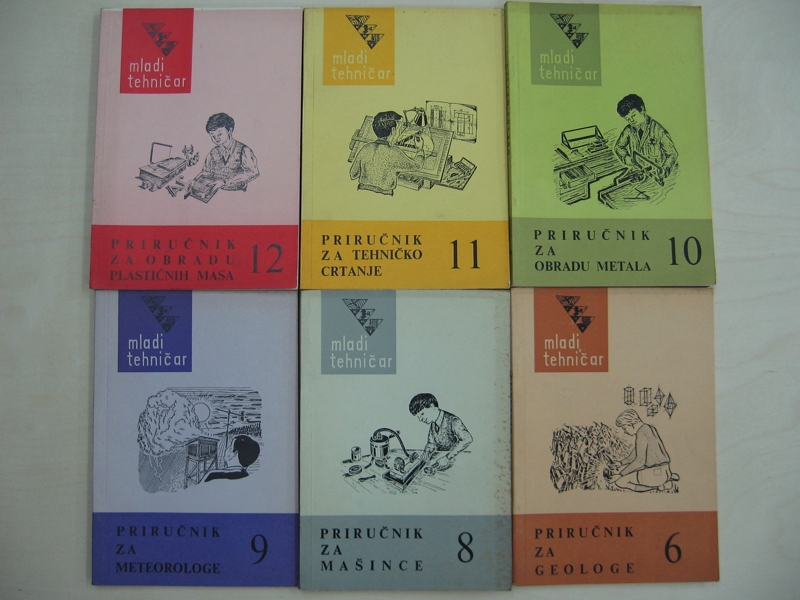 mladi
tehničar
PRIRUČNIK
ZA OBRADU
PLASTIČNIH MASA
12
mladi
tehničar
PRIRUČNIK
ZA TEHNIČKO
CRTANJE
11
mladi
tehničar
PRIRUČNIK
ZA
OBRADU METALA
10
mladi
tehničar
PRIRUČNIK
ZA
METEOROLOGE
9
mladi
tehničar
PRIRUČNIK
ZA
MAŠINCE
8
mladi
tehničar
PRIRUČNIK
ZA
GEOLOGE
6